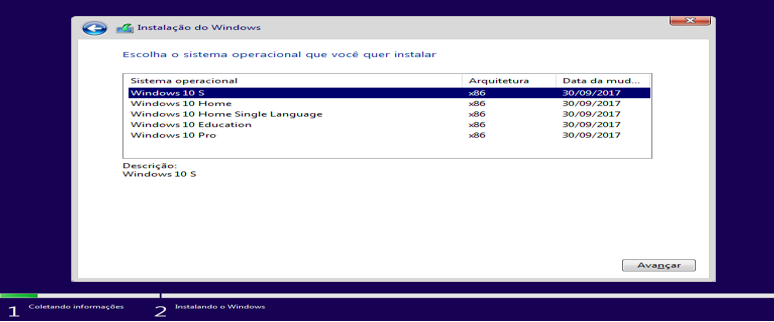 Instalação do Windows
Escolha o sistema operacional que você quer instalar
Sistema operacional Arquitetura Data da mud...
Windows 10 S x86 30/09/2017
Windows 10 Home x86 30/09/2017
Windows 10 Home Single Language x86 30/09/2017
Windows 10 Education x86 30/09/2017
Windows 10 Pro x86 30/09/2017
Descrição:
Windows 10 S
Avançar
1 Coletando informações 2 Instalando o Windows